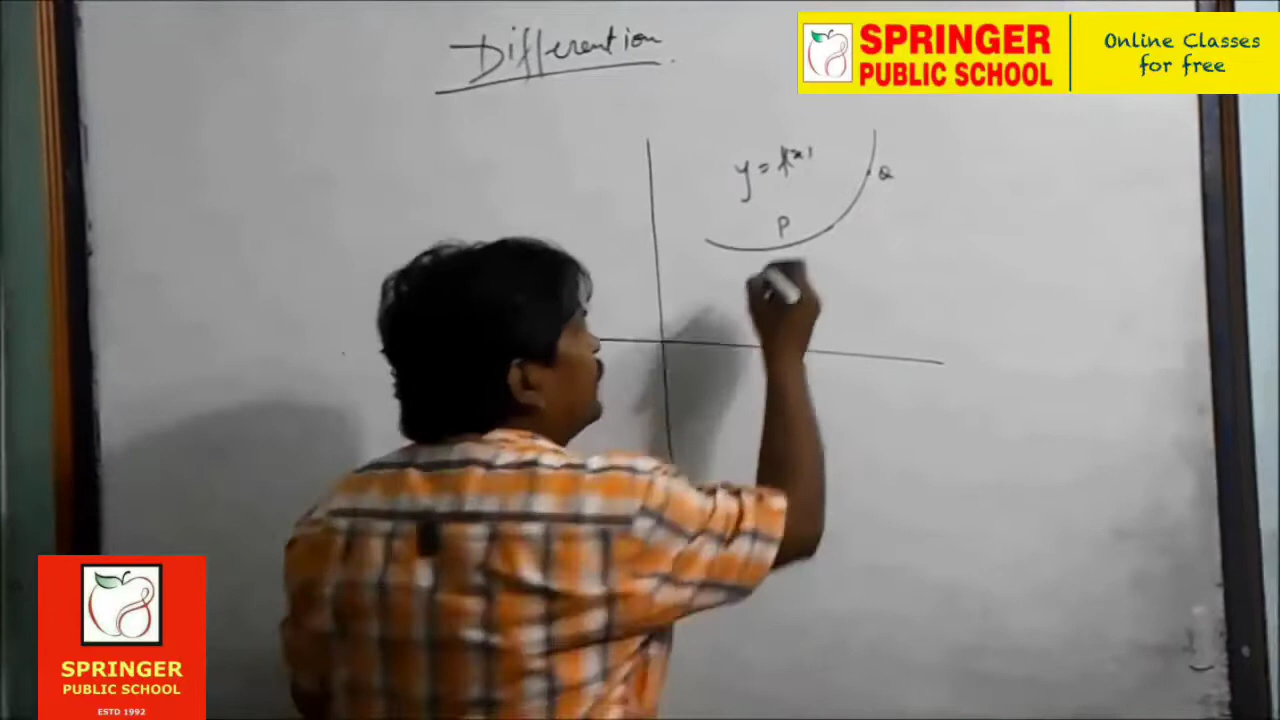 Differention
SPRINGER
PUBLIC SCHOOL
Online Classes
for free
y = f(x)
Q
P
SPRINGER
PUBLIC SCHOOL
ESTD 1992